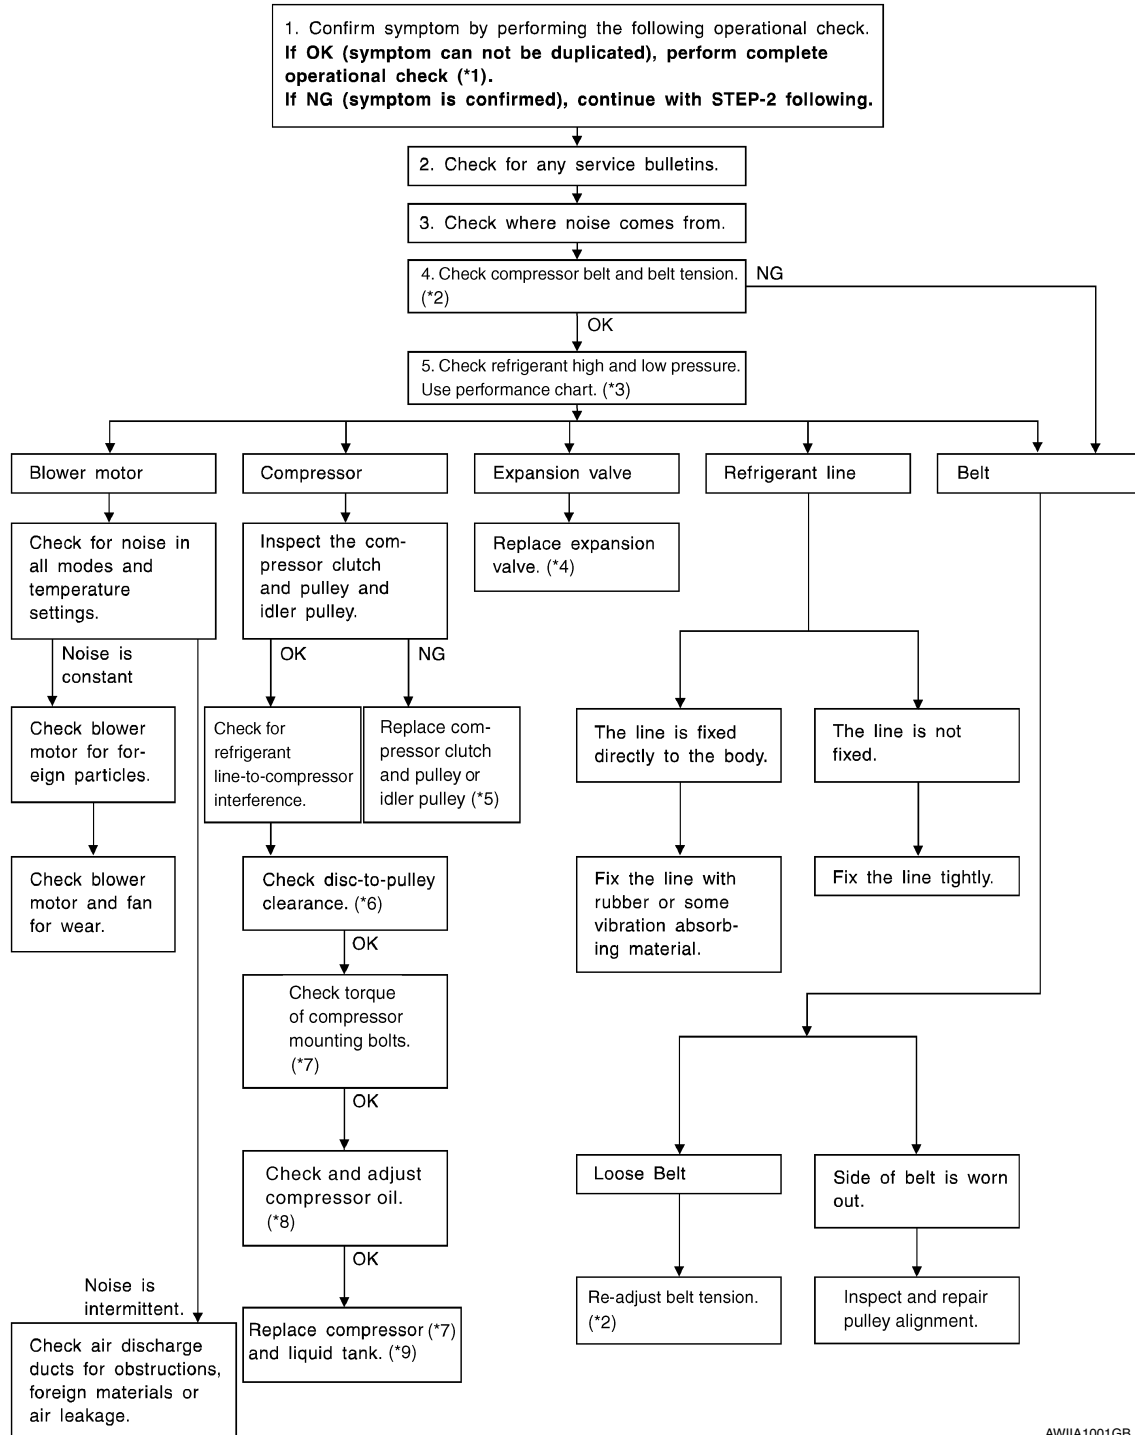 1. Confirm symptom by performing the following operational check.
If OK (symptom can not be duplicated), perform complete
operational check (*1).
If NG (symptom is confirmed), continue with STEP-2 following.
2. Check for any service bulletins.
3. Check where noise comes from.
4. Check compressor belt and belt tension.
(*2)
NG
OK
5. Check refrigerant high and low pressure.
Use performance chart. (*3)
Blower motor
Compressor
Expansion valve
Refrigerant line
Belt
Check for noise in
all modes and
temperature
settings.
Inspect the com-
pressor clutch
and pulley and
idler pulley.
Replace expansion
valve. (*4)
Noise is
constant
OK
NG
Check blower
motor for for-
eign particles.
Check for
refrigerant
line-to-compressor
interference.
Replace com-
pressor clutch
and pulley or
idler pulley (*5)
The line is fixed
directly to the body.
The line is not
fixed.
Check blower
motor and fan
for wear.
Check disc-to-pulley
clearance. (*6)
Fix the line with
rubber or some
vibration absorb-
ing material.
Fix the line tightly.
OK
Check torque
of compressor
mounting bolts.
(*7)
OK
Check and adjust
compressor oil.
(*8)
Loose Belt
Side of belt is worn
out.
OK
Noise is
intermittent.
Re-adjust belt tension.
(*2)
Inspect and repair
pulley alignment.
Check air discharge
ducts for obstructions,
foreign materials or
air leakage.
Replace compressor (*7)
and liquid tank. (*9)
AWIIA1001GB